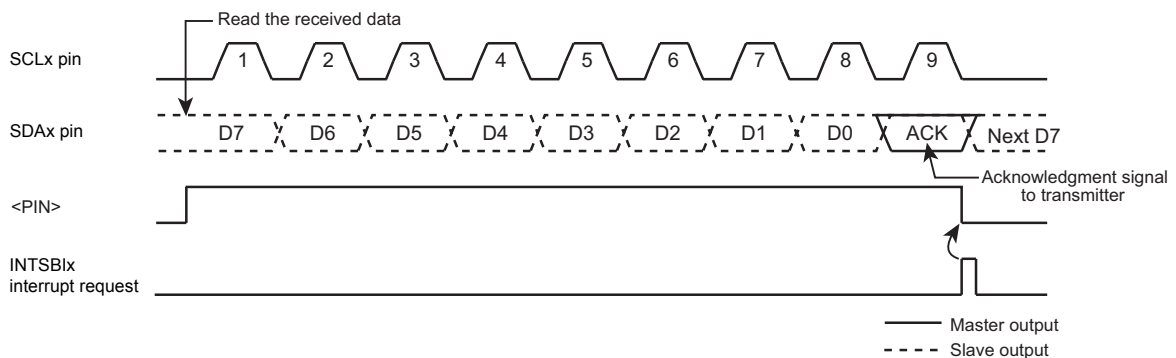 Read the received data
SCLx pin
1 2 3 4 5 6 7 8 9
SDAx pin
D7 D6 D5 D4 D3 D2 D1 D0 ACK Next D7
Acknowledgment signal
to transmitter
<PIN>
INTSBIx
interrupt request
Master output
Slave output